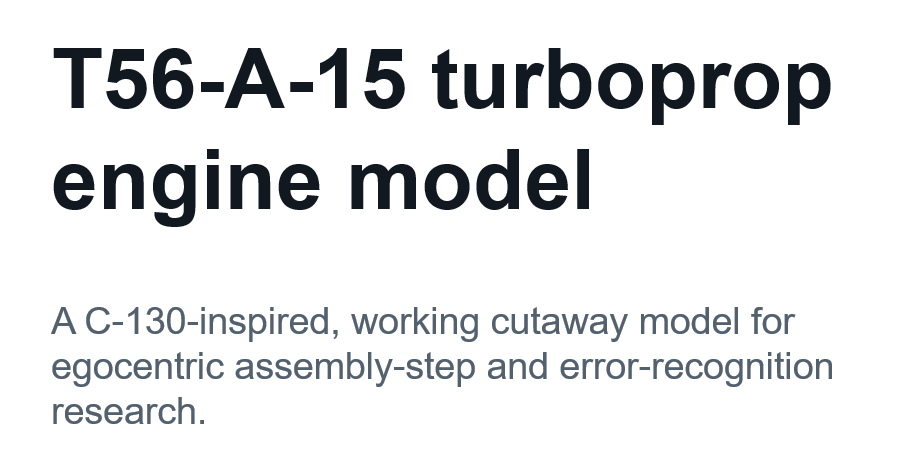 T56-A-15 turboprop
engine model
A C-130-inspired, working cutaway model for
egocentric assembly-step and error-recognition
research.